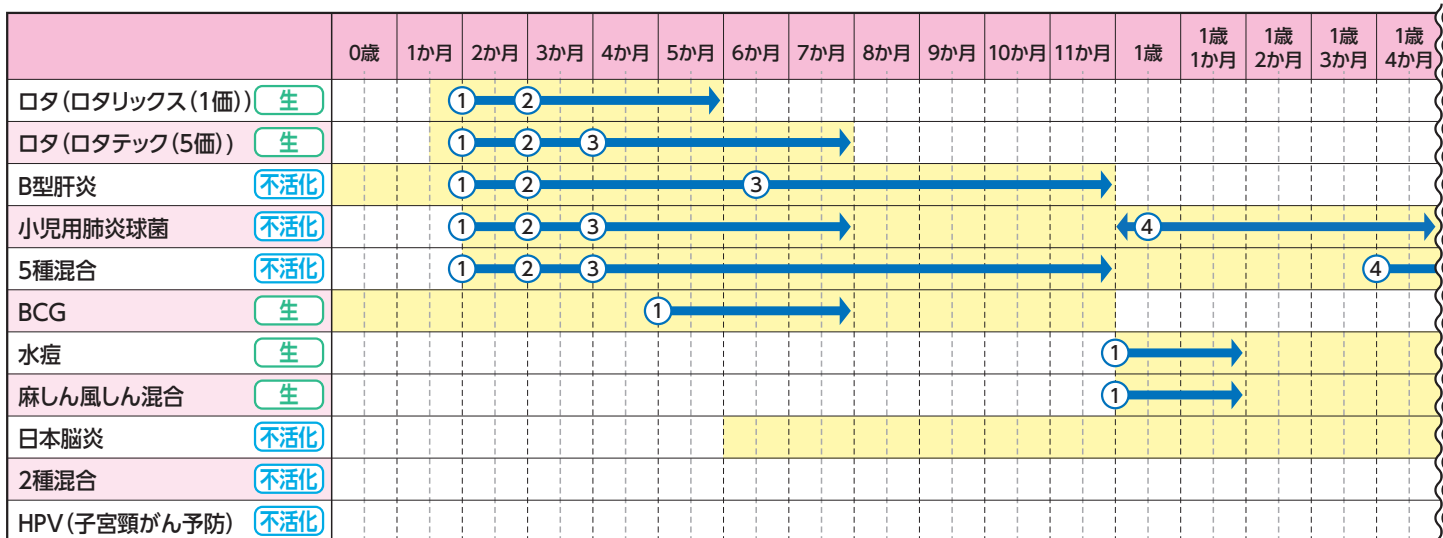 0歳 1か月 2か月 3か月 4か月 5か月 6か月 7か月 8か月 9か月 10か月 11か月 1歳 1歳1か月 1歳2か月 1歳3か月 1歳4か月
ロタ(ロタリックス(1価)) 生 1 2
ロタ(ロタテック(5価)) 生 1 2 3
B型肝炎 不活化 1 2 3
小児用肺炎球菌 不活化 1 2 3 4
5種混合 不活化 1 2 3 4
BCG 生 1
水痘 生 1
麻しん風しん混合 生 1
日本脳炎 不活化
2種混合 不活化
HPV(子宮頸がん予防) 不活化